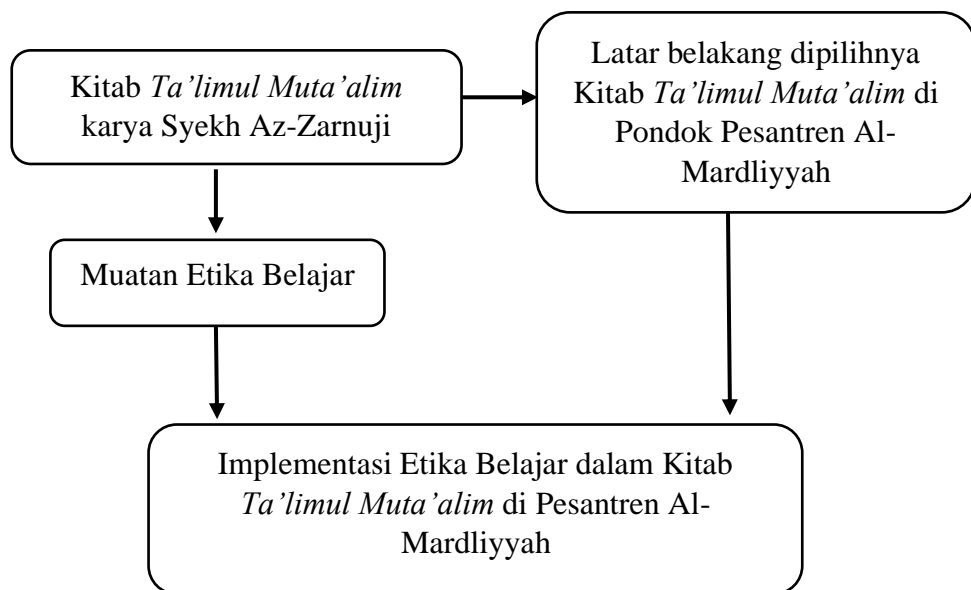 Kitab Ta’limul Muta’alim
karya Syekh Az-Zarnuji
Latar belakang dipilihnya
Kitab Ta’limul Muta’alim di
Pondok Pesantren Al-
Mardliyyah
Muatan Etika Belajar
Implementasi Etika Belajar dalam Kitab
Ta’limul Muta’alim di Pesantren Al-
Mardliyyah